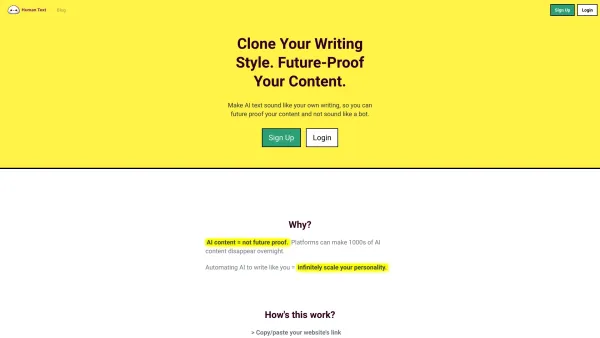 Human Text Blog Sign Up Login
Clone Your Writing
Style. Future-Proof
Your Content.
Make AI text sound like your own writing, so you can
future proof your content and not sound like a bot.
Sign Up Login
Why?
AI content = not future proof. Platforms can make 1000s of AI
content disappear overnight.
Automating AI to write like you = Infinitely scale your personality.
How's this work?
> Copy/paste your website's link